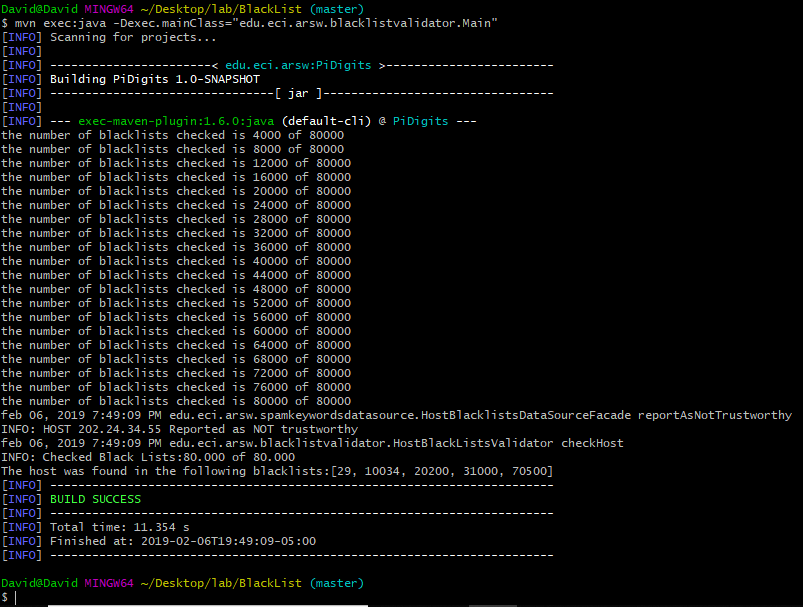 David@David MINGW64 ~/Desktop/lab/BlackList (master)
$ mvn exec:java -Dexec.mainClass="edu.eci.arsw.blacklistvalidator.Main"
[INFO] Scanning for projects...
[INFO]
[INFO] -----------------------< edu.eci.arsw:PiDigits >------------------------
[INFO] Building PiDigits 1.0-SNAPSHOT
[INFO] --------------------------------[ jar ]---------------------------------
[INFO]
[INFO] --- exec-maven-plugin:1.6.0:java (default-cli) @ PiDigits ---
the number of blacklists checked is 4000 of 80000
the number of blacklists checked is 8000 of 80000
the number of blacklists checked is 12000 of 80000
the number of blacklists checked is 16000 of 80000
the number of blacklists checked is 20000 of 80000
the number of blacklists checked is 24000 of 80000
the number of blacklists checked is 28000 of 80000
the number of blacklists checked is 32000 of 80000
the number of blacklists checked is 36000 of 80000
the number of blacklists checked is 40000 of 80000
the number of blacklists checked is 44000 of 80000
the number of blacklists checked is 48000 of 80000
the number of blacklists checked is 52000 of 80000
the number of blacklists checked is 56000 of 80000
the number of blacklists checked is 60000 of 80000
the number of blacklists checked is 64000 of 80000
the number of blacklists checked is 68000 of 80000
the number of blacklists checked is 72000 of 80000
the number of blacklists checked is 76000 of 80000
the number of blacklists checked is 80000 of 80000
feb 06, 2019 7:49:09 PM edu.eci.arsw.spamkeywordsdatasource.HostBlacklistsDataSourceFacade reportAsNotTrustworthy
INFO: HOST 202.24.34.55 Reported as NOT trustworthy
feb 06, 2019 7:49:09 PM edu.eci.arsw.blacklistvalidator.HostBlackListsValidator checkHost
INFO: Checked Black Lists:80.000 of 80.000
The host was found in the following blacklists:[29, 10034, 20200, 31000, 70500]
[INFO] ------------------------------------------------------------------------
[INFO] BUILD SUCCESS
[INFO] ------------------------------------------------------------------------
[INFO] Total time: 11.354 s
[INFO] Finished at: 2019-02-06T19:49:09-05:00
[INFO] ------------------------------------------------------------------------
David@David MINGW64 ~/Desktop/lab/BlackList (master)
$